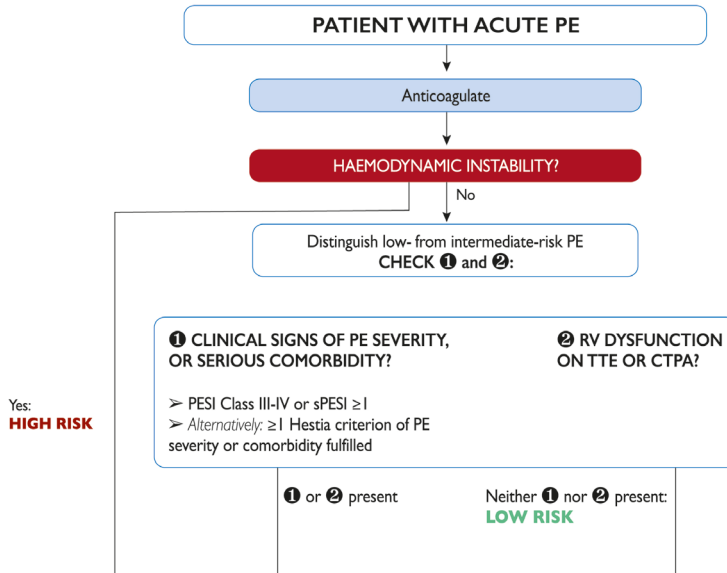 PATIENT WITH ACUTE PE
Anticoagulate
HAEMODYNAMIC INSTABILITY?
No
Distinguish low- from intermediate-risk PE
CHECK ❶ and ❷:
❶ CLINICAL SIGNS OF PE SEVERITY,
OR SERIOUS COMORBIDITY?
➢ PESI Class III-IV or sPESI ≥1
➢ Alternatively: ≥1 Hestia criterion of PE
severity or comorbidity fulfilled
❷ RV DYSFUNCTION
ON TTE OR CTPA?
Yes:
HIGH RISK
❶ or ❷ present
Neither ❶ nor ❷ present:
LOW RISK